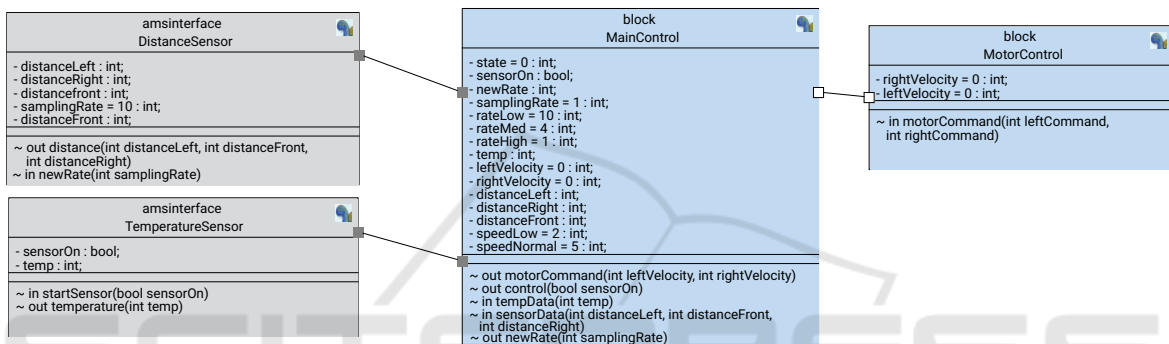 amsinterface
DistanceSensor
- distanceLeft : int;
- distanceRight : int;
- distancefront : int;
- samplingRate = 10 : int;
- distanceFront : int;
~ out distance(int distanceLeft, int distanceFront,
int distanceRight)
~ in newRate(int samplingRate)
amsinterface
TemperatureSensor
- sensorOn : bool;
- temp : int;
~ in startSensor(bool sensorOn)
~ out temperature(int temp)
block
MainControl
- state = 0 : int;
- sensorOn : bool;
- newRate : int;
- samplingRate = 1 : int;
- rateLow = 10 : int;
- rateMed = 4 : int;
- rateHigh = 1 : int;
- temp : int;
- leftVelocity = 0 : int;
- rightVelocity = 0 : int;
- distanceLeft : int;
- distanceRight : int;
- distanceFront : int;
- speedLow = 2 : int;
- speedNormal = 5 : int;
~ out motorCommand(int leftVelocity, int rightVelocity)
~ out control(bool sensorOn)
~ in tempData(int temp)
~ in sensorData(int distanceLeft, int distanceFront,
int distanceRight)
~ out newRate(int samplingRate)
block
MotorControl
- rightVelocity = 0 : int;
- leftVelocity = 0 : int;
~ in motorCommand(int leftCommand,
int rightCommand)